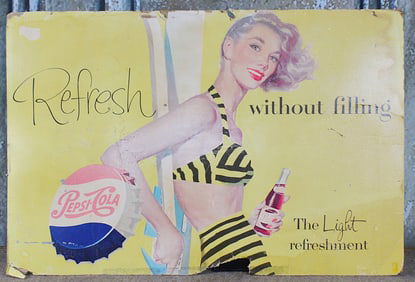 Refresh
without filling
PEPSI-COLA
The Light
refreshment